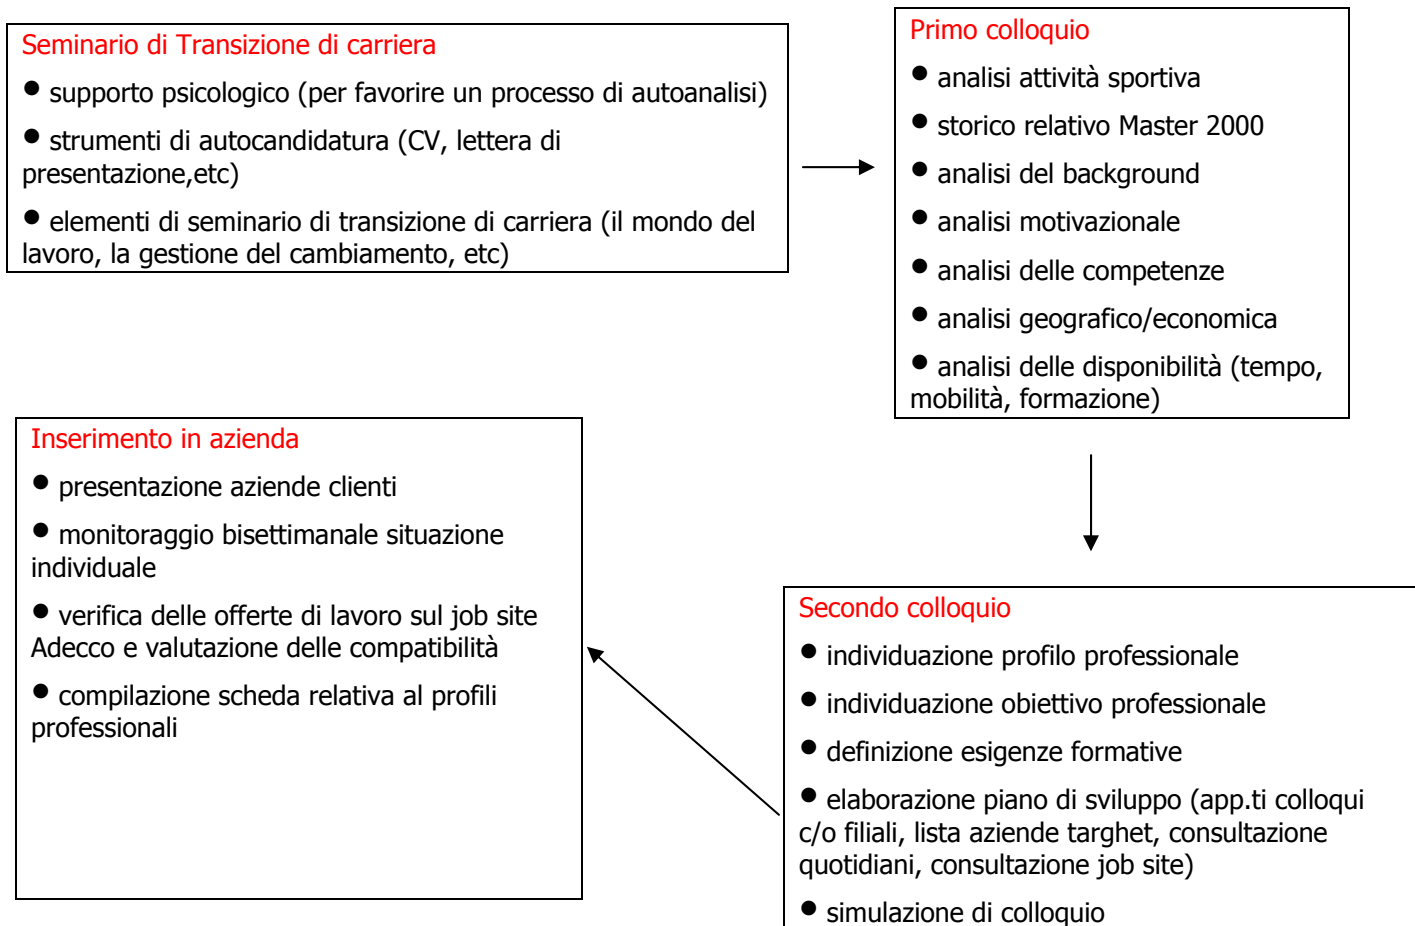 Seminario di Transizione di carriera
● supporto psicologico (per favorire un processo di autoanalisi)
● strumenti di autocandidatura (CV, lettera di
presentazione,etc)
● elementi di seminario di transizione di carriera (il mondo del
lavoro, la gestione del cambiamento, etc)
Primo colloquio
● analisi attività sportiva
● storico relativo Master 2000
● analisi del background
● analisi motivazionale
● analisi delle competenze
● analisi geografico/economica
● analisi delle disponibilità (tempo,
mobilità, formazione)
Secondo colloquio
● individuazione profilo professionale
● individuazione obiettivo professionale
● definizione esigenze formative
● elaborazione piano di sviluppo (app.ti colloqui
c/o filiali, lista aziende targhet, consultazione
quotidiani, consultazione job site)
● simulazione di colloquio
Inserimento in azienda
● presentazione aziende clienti
● monitoraggio bisettimanale situazione
individuale
● verifica delle offerte di lavoro sul job site
Adecco e valutazione delle compatibilità
● compilazione scheda relativa al profili
professionali